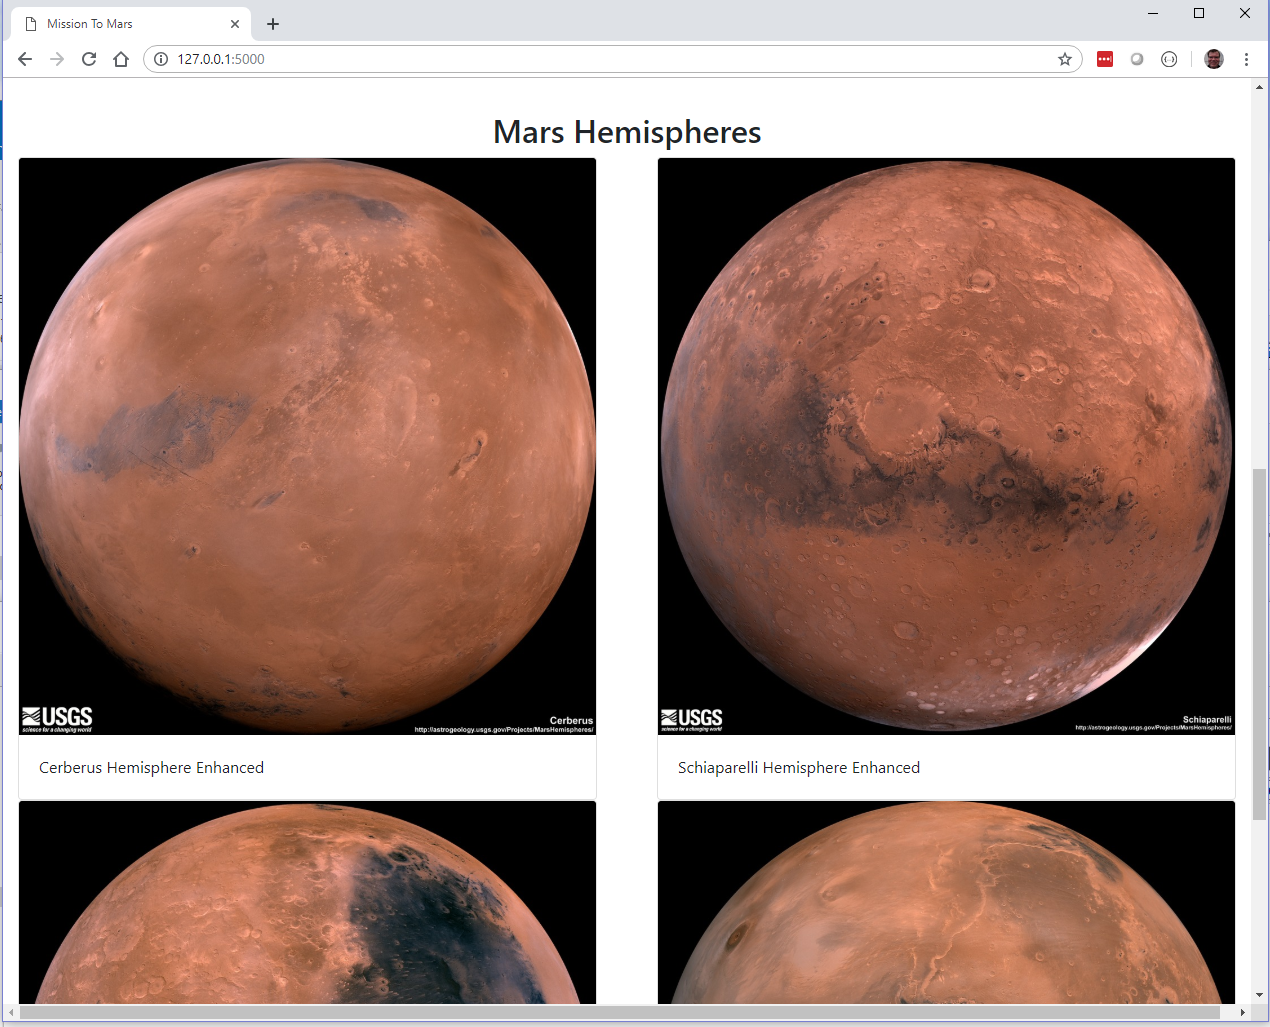 Mission To Mars
127.0.0.1:5000
Mars Hemispheres
USGS
science for a changing world
Cerberus
http://astrogeology.usgs.gov/Projects/MarsHemispheres/
USGS
science for a changing world
Schiaparelli
http://astrogeology.usgs.gov/Projects/MarsHemispheres/
Cerberus Hemisphere Enhanced
Schiaparelli Hemisphere Enhanced